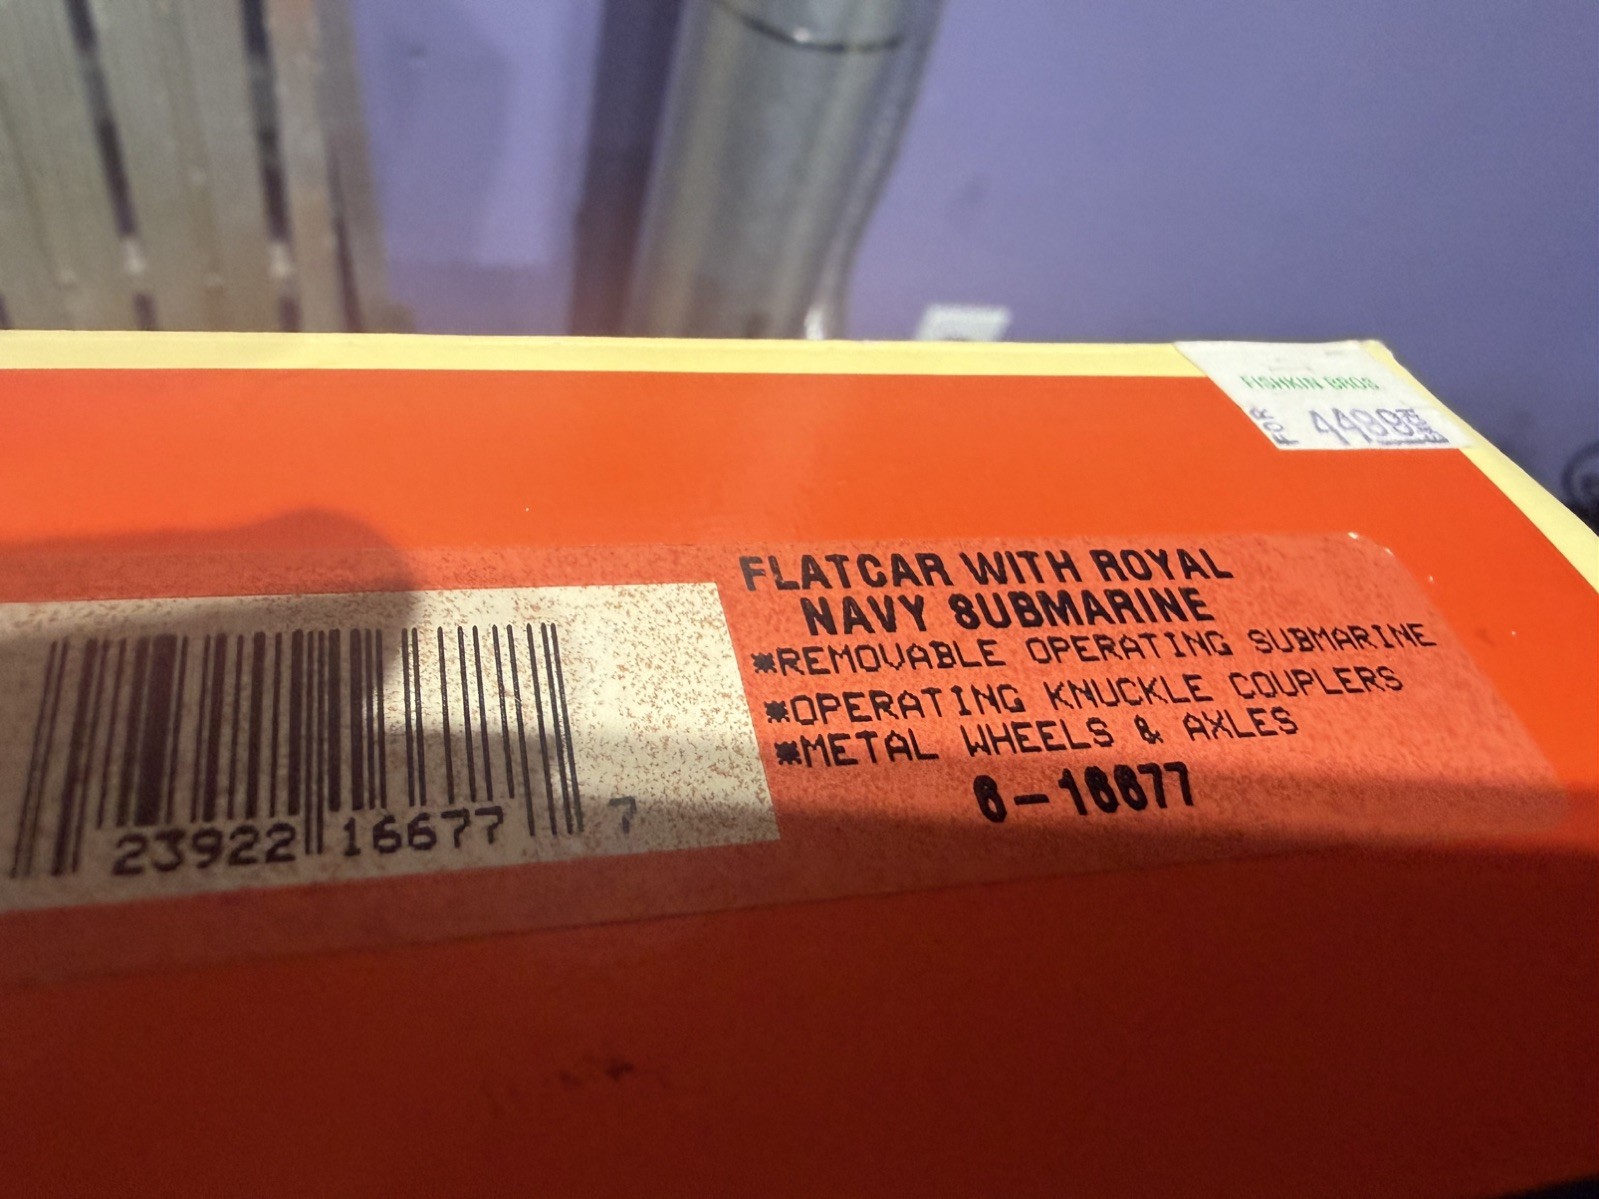 FISHKIN BROS
FOR
FLATCAR WITH ROYAL
NAVY SUBMARINE
*REMOVABLE OPERATING SUBMARINE
*OPERATING KNUCKLE COUPLERS
*METAL WHEELS & AXLES
6-16677
23922 16677 7